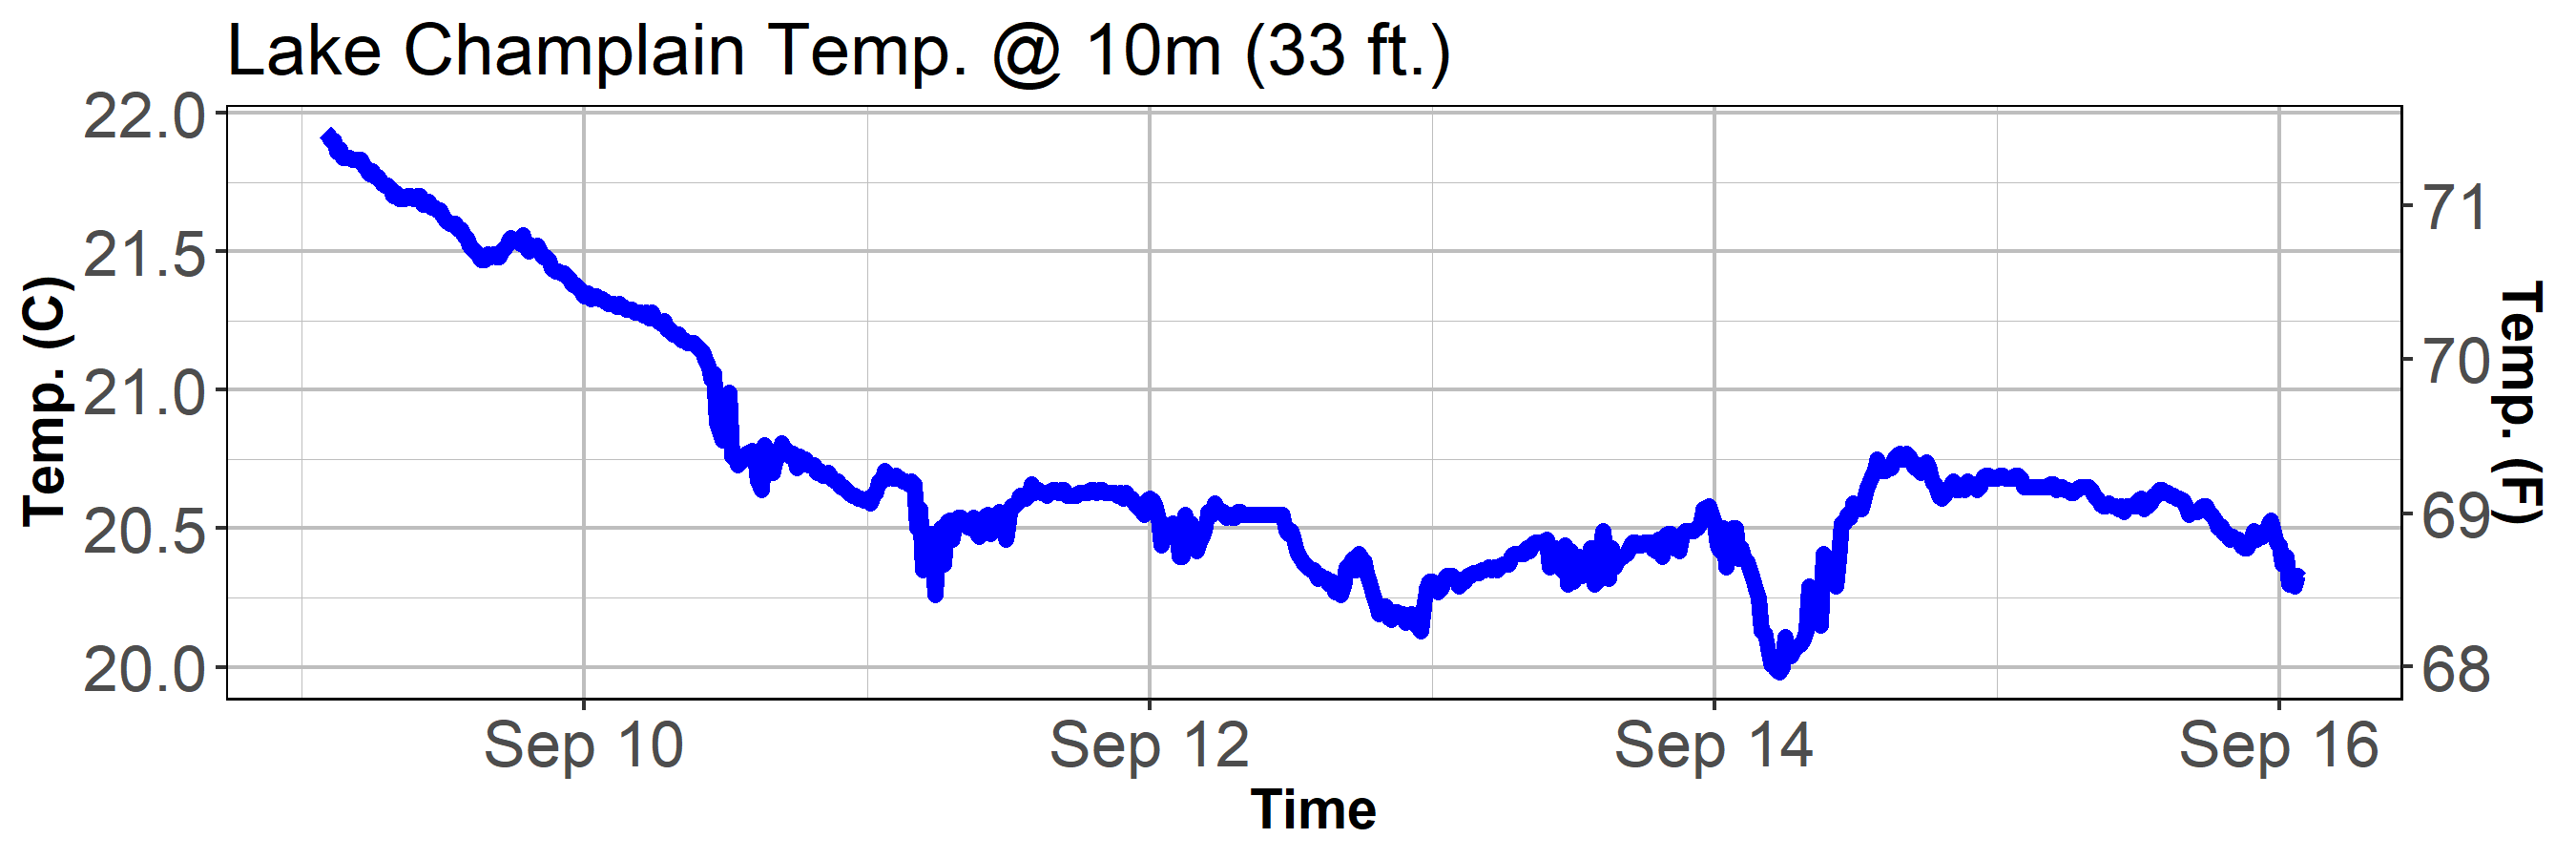 Lake Champlain Temp. @ 10m (33 ft.)
Temp. (C)
22.0
21.5
21.0
20.5
20.0
71
70
69
68
Temp. (F)
Sep 10 Sep 12 Sep 14 Sep 16
Time